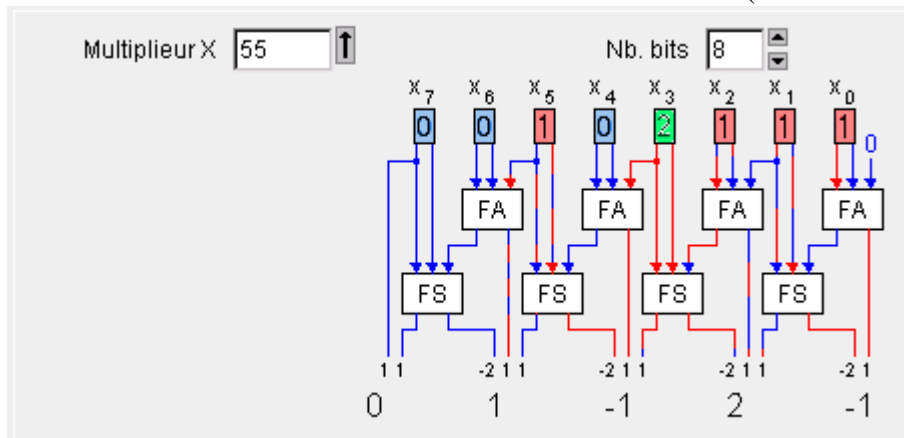 Multiplieur X 55 Nb. bits 8
X7 X6 X5 X4 X3 X2 X1 X0
0 0 1 0 2 1 1 1 0
FA FA FA FA
FS FS FS FS
1 1 -2 1 1 -2 1 1 -2 1 1 -2 1
0 1 -1 2 -1